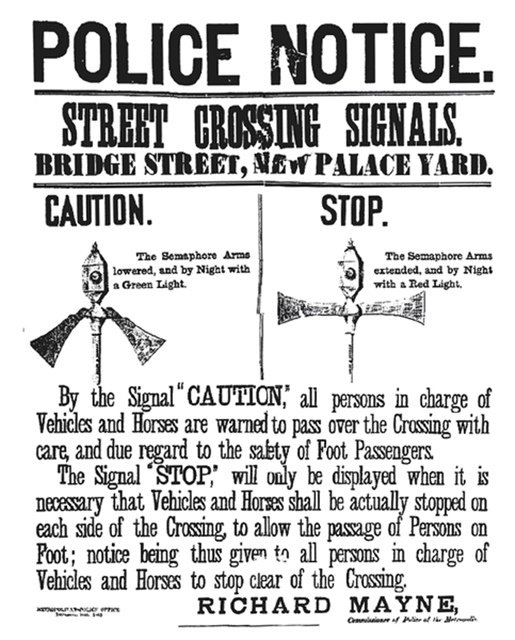 POLICE NOTICE.
STREET CROSSING SIGNALS.
BRIDGE STREET, NEW PALACE YARD.
CAUTION.
The Semaphore Arms
lowered, and by Night with
a Green Light.
STOP.
The Semaphore Arms
extended, and by Night
with a Red Light.
By the Signal "CAUTION," all persons in charge of
Vehicles and Horses are warned to pass over the Crossing with
care, and due regard to the safety of Foot Passengers.
The Signal "STOP," will only be displayed when it is
necessary that Vehicles and Horses shall be actually stopped on
each side of the Crossing, to allow the passage of Persons on
Foot; notice being thus given to all persons in charge of
Vehicles and Horses to stop clear of the Crossing.
RICHARD MAYNE,
Commissioner of Police of the Metropolis.
METROPOLITAN POLICE OFFICE